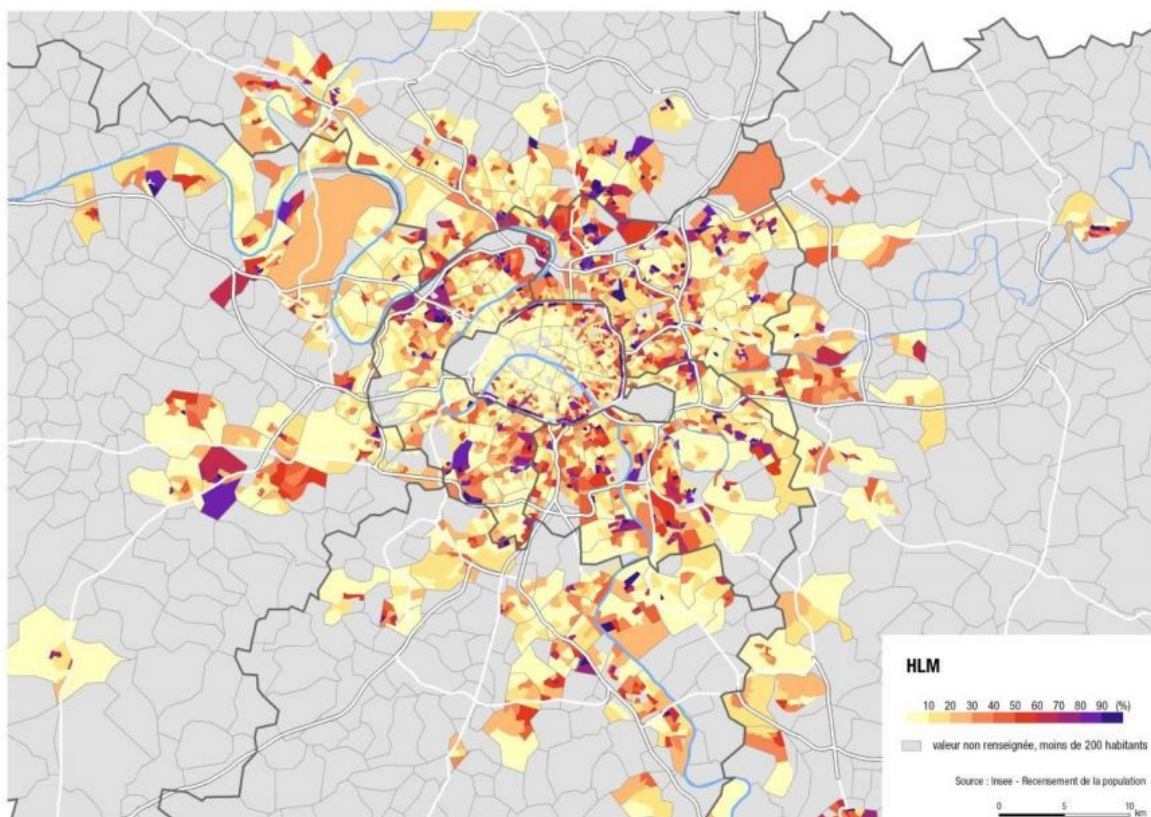 HLM
10 20 30 40 50 60 70 80 90 (%)
valeur non renseignée, moins de 200 habitants
Source : Insee - Recensement de la population
0 5 10
km